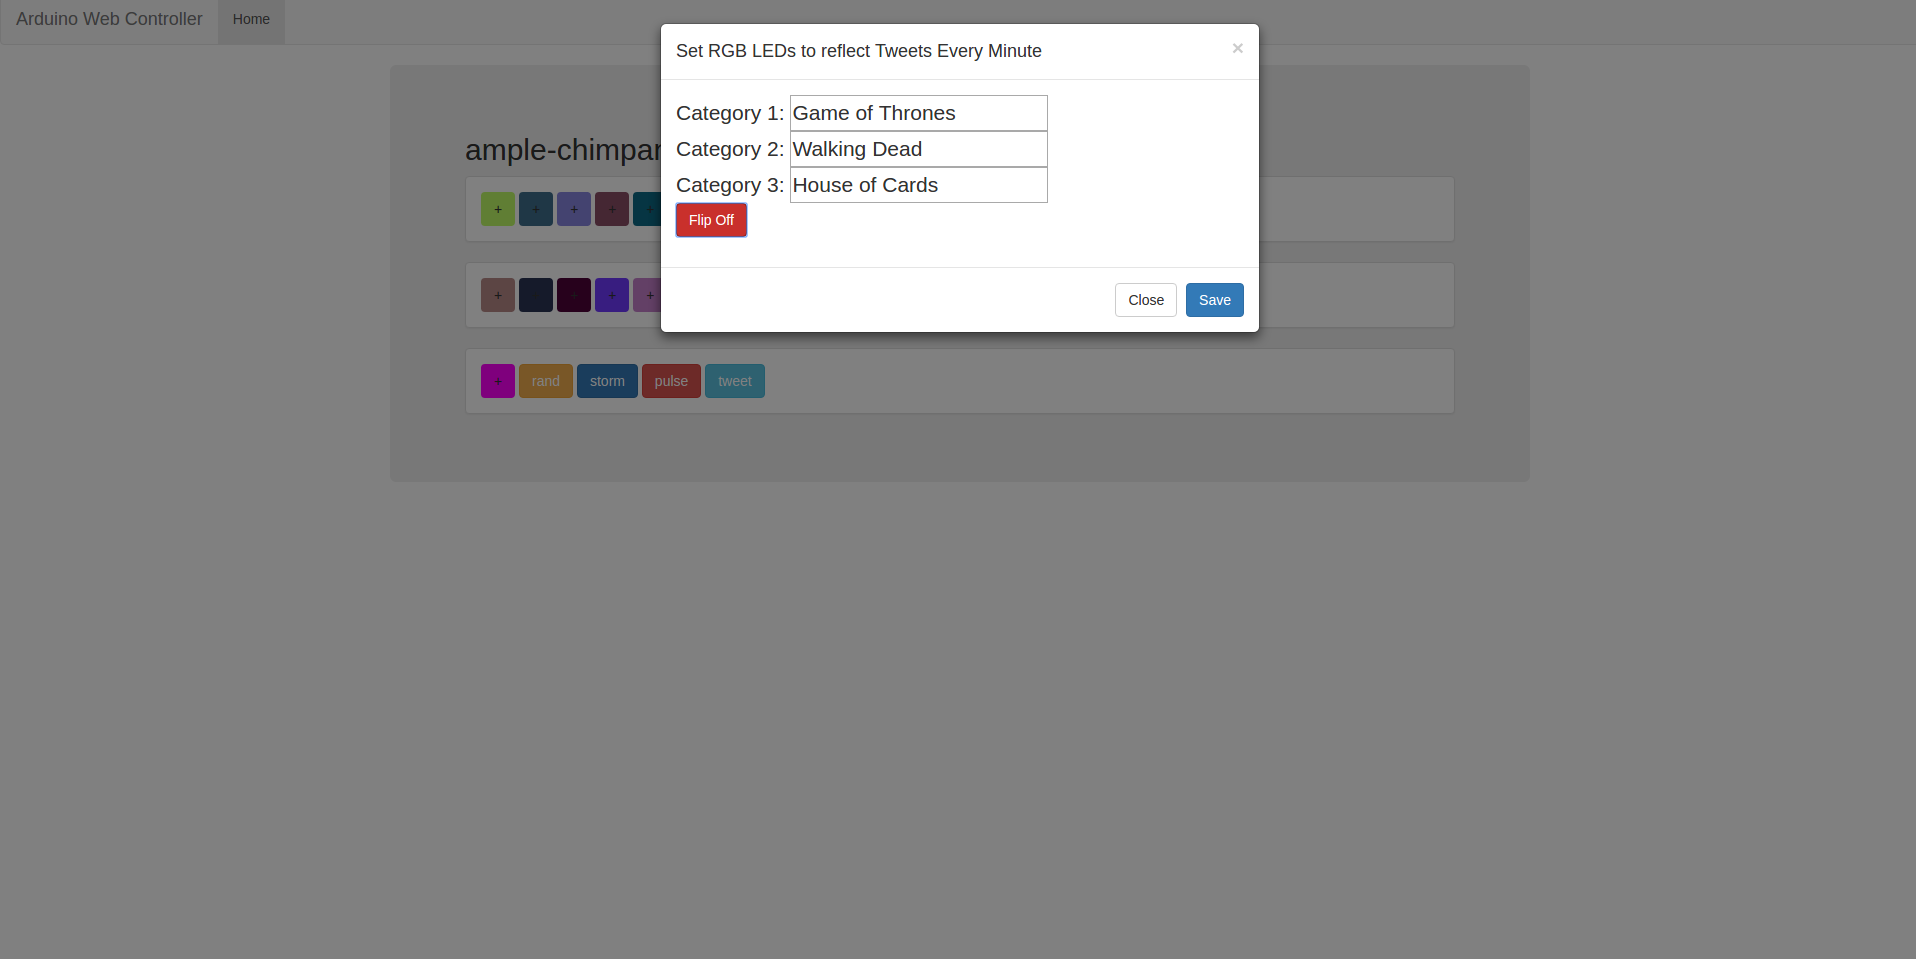 Arduino Web Controller Home
Set RGB LEDs to reflect Tweets Every Minute ×
Category 1: Game of Thrones
Category 2: Walking Dead
Category 3: House of Cards
Flip Off
Close Save
ample-chimpan
+ + + + +
+ + + +
+ rand storm pulse tweet